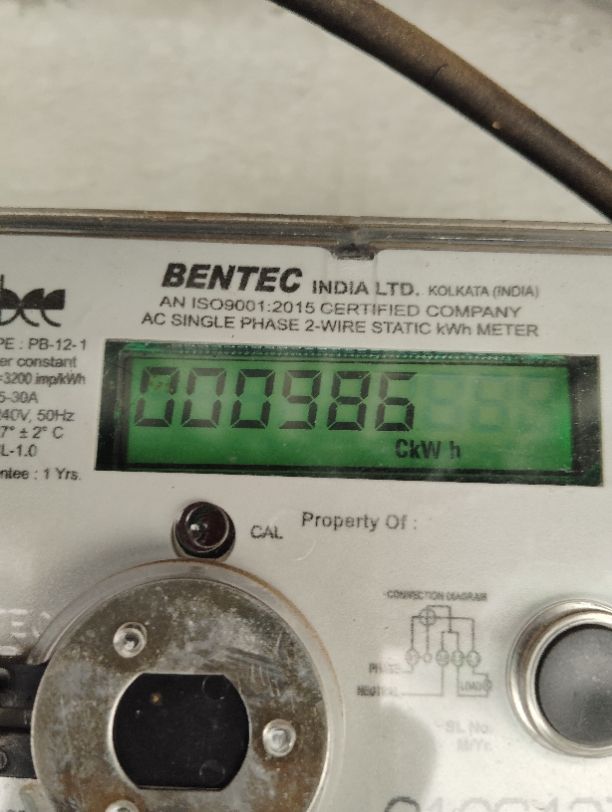 BENTEC INDIA LTD. KOLKATA (INDIA)
AN ISO9001:2015 CERTIFIED COMPANY
AC SINGLE PHASE 2-WIRE STATIC kWh METER
PE : PB-12-1
er constant
=3200 imp/kWh
5-30A
240V, 50Hz
7° ± 2° C
L-1.0
ntee : 1 Yrs.
000986
CkW h
CAL
Property Of :
CONNECTION DIAGRAM
PHASE
NEUTRAL
LOAD
SL No.
M/Yr.